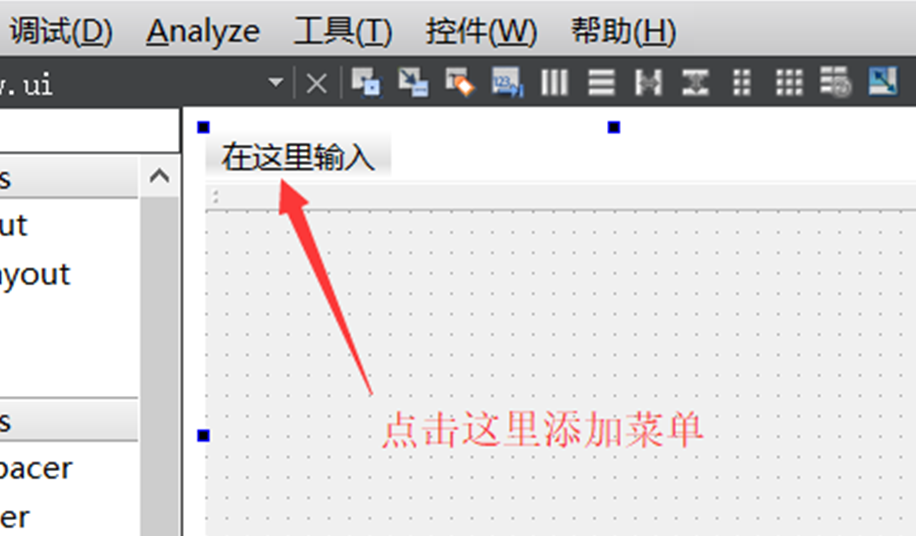 调试(D) Analyze 工具(T) 控件(W) 帮助(H)
.ui
在这里输入
s
ut
ayout
点击这里添加菜单
s
pacer
er